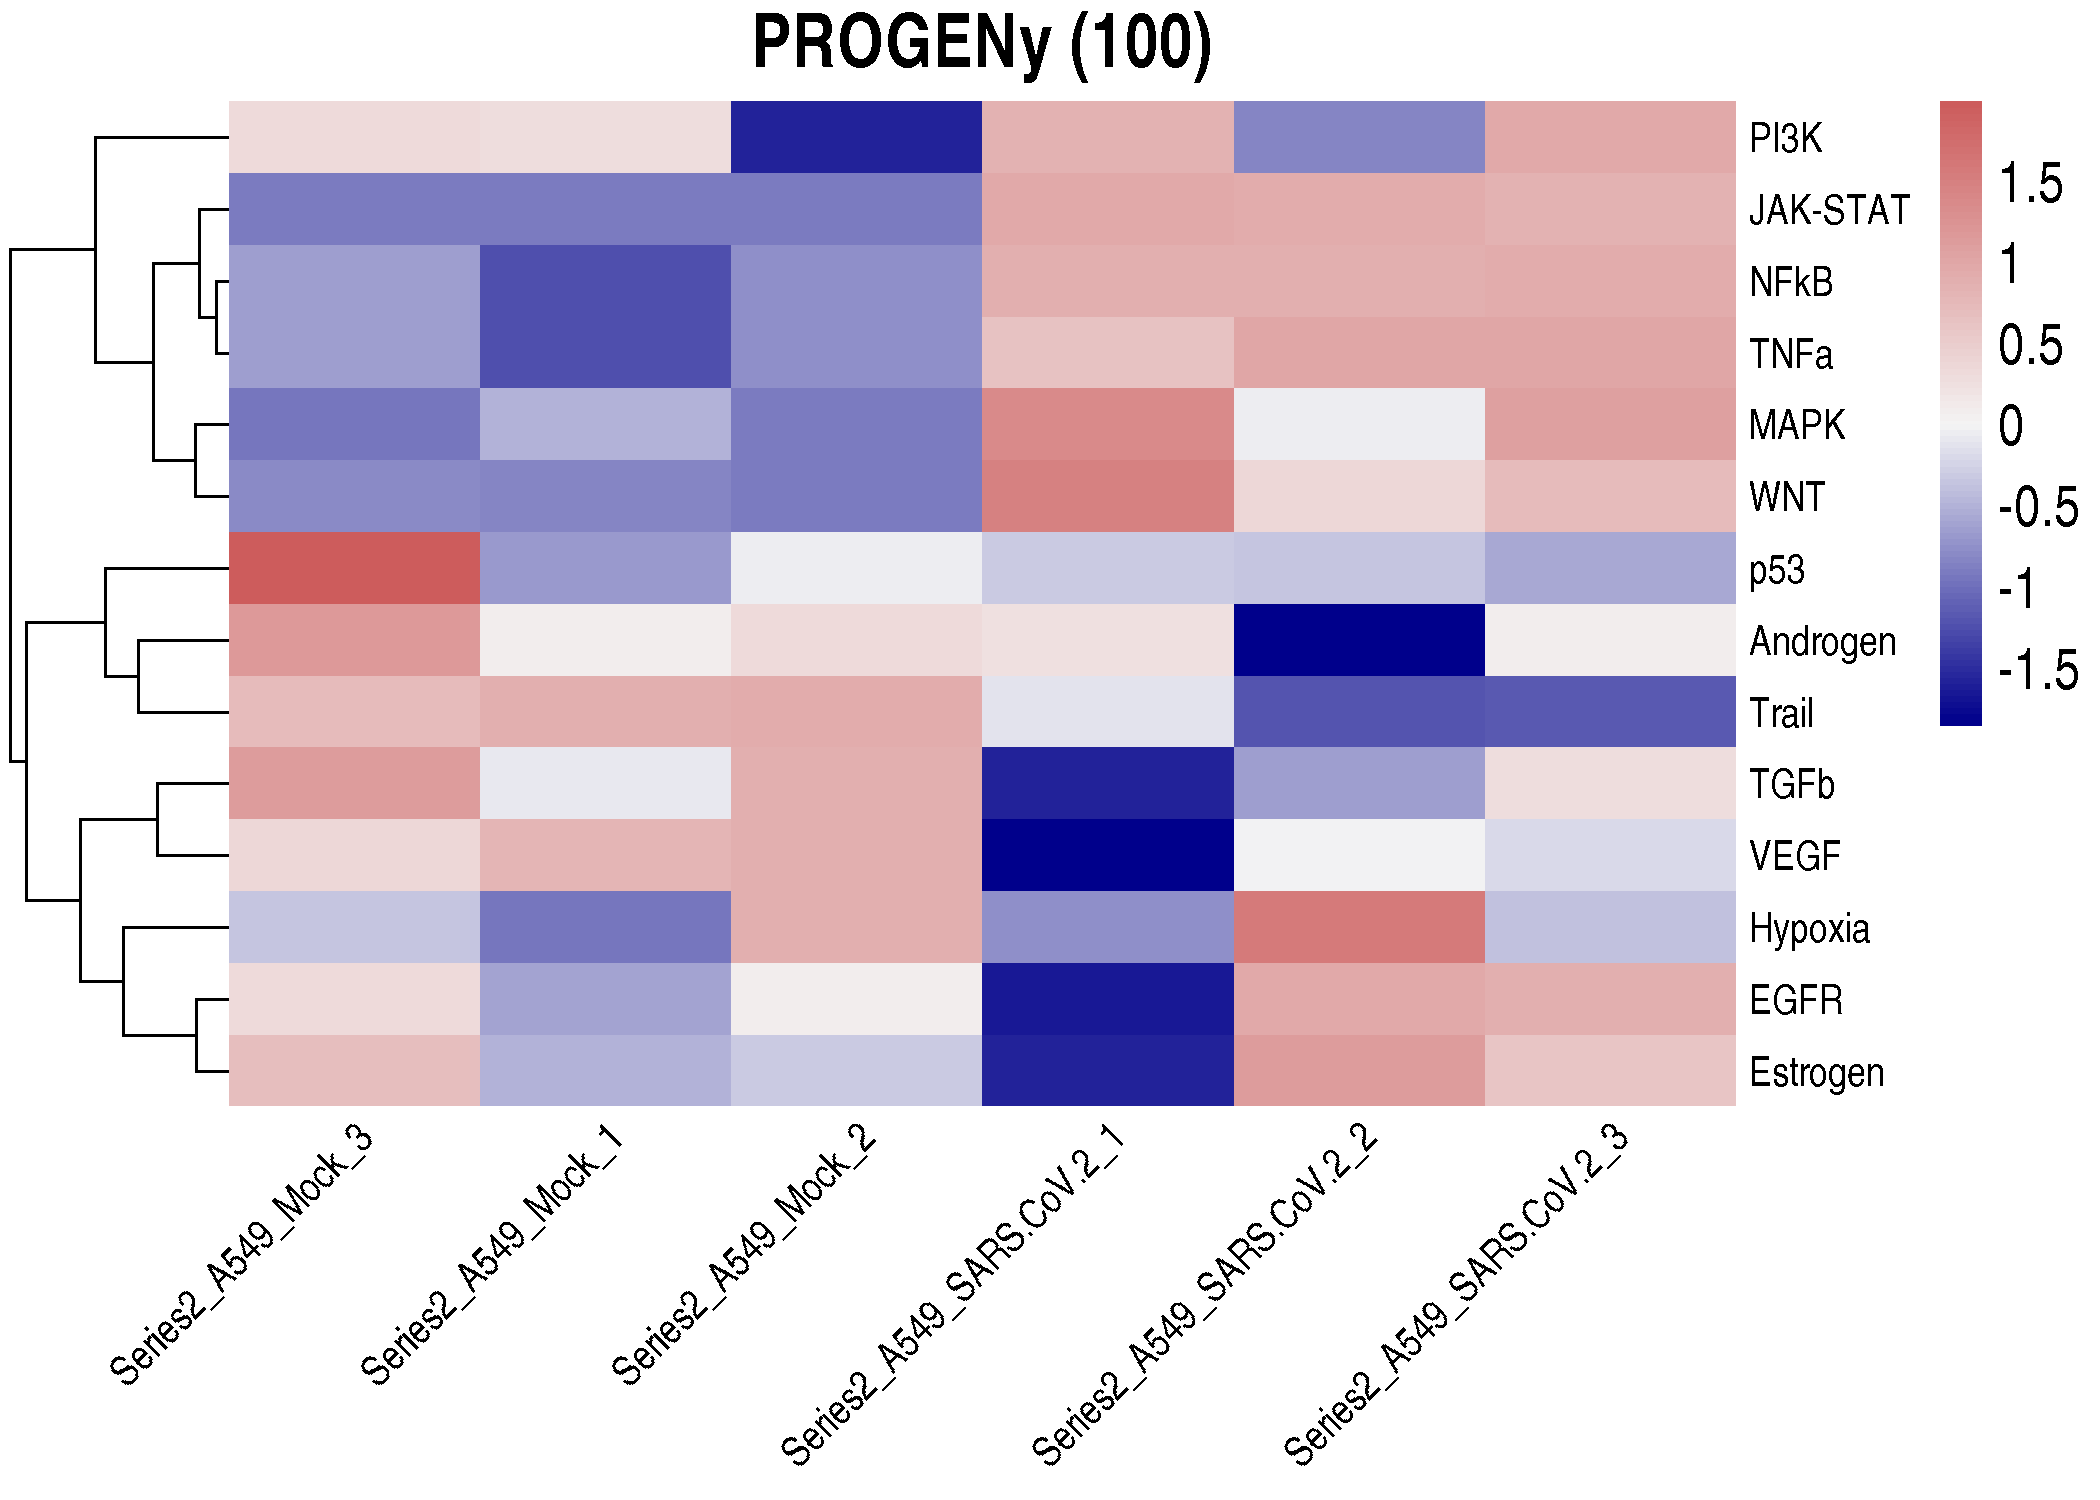 PROGENy (100)
PI3K
JAK-STAT
NFkB
TNFa
MAPK
WNT
p53
Androgen
Trail
TGFb
VEGF
Hypoxia
EGFR
Estrogen
1.5
1
0.5
0
-0.5
-1
-1.5
Series2_A549_Mock_3
Series2_A549_Mock_1
Series2_A549_Mock_2
Series2_A549_SARS.CoV.2_1
Series2_A549_SARS.CoV.2_2
Series2_A549_SARS.CoV.2_3